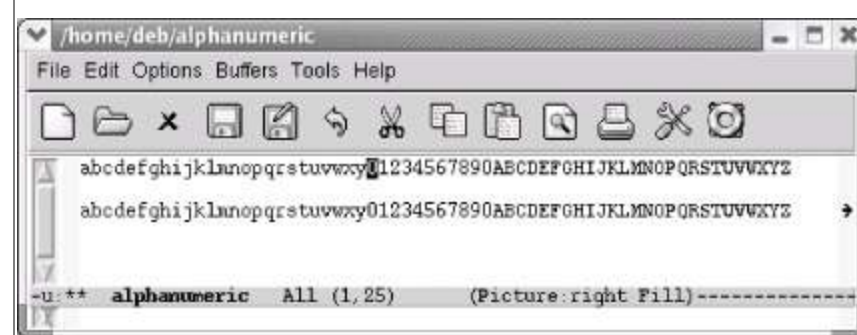 /home/deb/alphanumeric
File Edit Options Buffers Tools Help
abcdefghijklmnopqrstuvwxy01234567890ABCDEFGHIJKLMNOPQRSTUVWXYZ
abcdefghijklmnopqrstuvwxy01234567890ABCDEFGHIJKLMNOPQRSTUVWXYZ
-u:** alphanumeric All (1,25) (Picture:right Fill)--------------